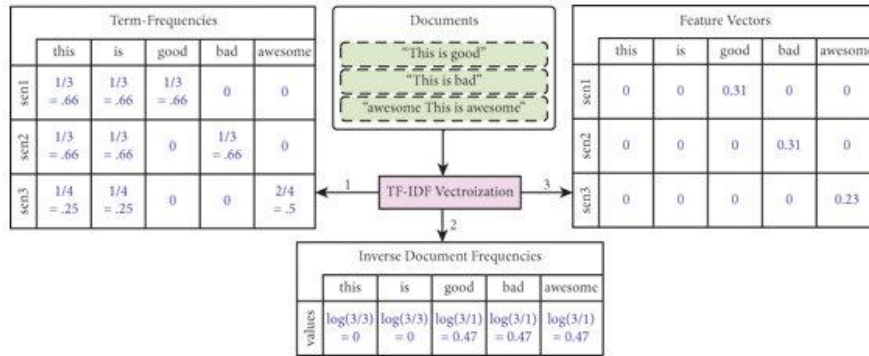 Term-Frequencies
this is good bad awesome
sen1 1/3 = .66 1/3 = .66 1/3 = .66 0 0
sen2 1/3 = .66 1/3 = .66 0 1/3 = .66 0
sen3 1/4 = .25 1/4 = .25 0 0 2/4 = .5
Documents
“This is good”
“This is bad”
“awesome This is awesome”
1 TF-IDF Vectroization 3
2
Feature Vectors
this is good bad awesome
sen1 0 0 0.31 0 0
sen2 0 0 0 0.31 0
sen3 0 0 0 0 0.23
Inverse Document Frequencies
this is good bad awesome
values log(3/3) = 0 log(3/3) = 0 log(3/1) = 0.47 log(3/1) = 0.47 log(3/1) = 0.47